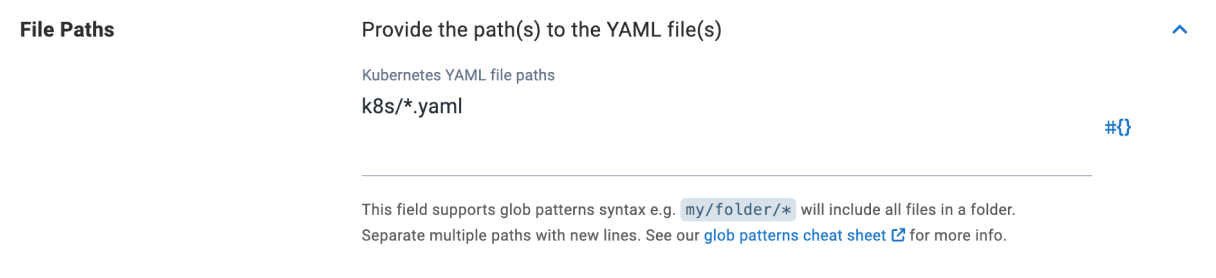 File Paths
Provide the path(s) to the YAML file(s)
Kubernetes YAML file paths
k8s/*.yaml
#{}
This field supports glob patterns syntax e.g. my/folder/* will include all files in a folder.
Separate multiple paths with new lines. See our glob patterns cheat sheet for more info.